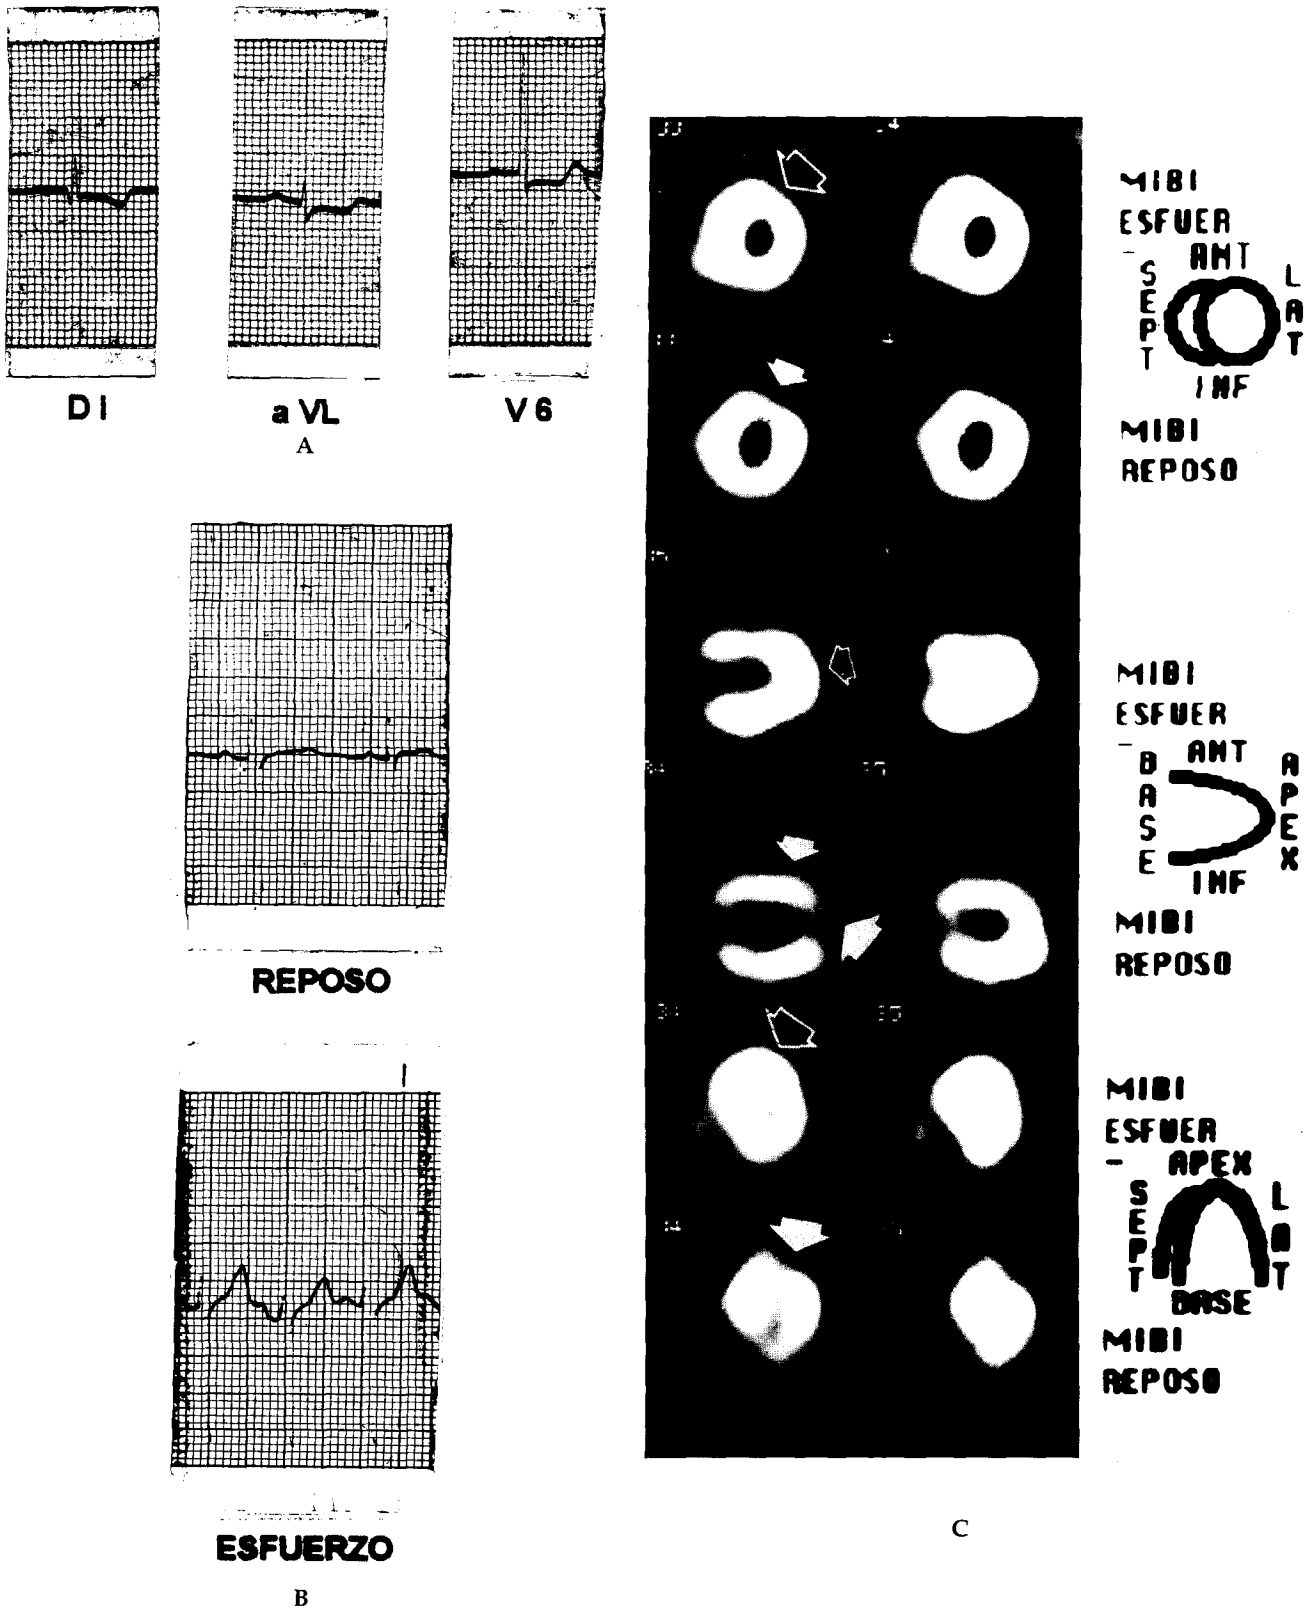 D I
a VL
V 6
A
REPOSO
ESFUERZO
B
33
MIBI
ESFUER
ANT
SEPT
LAT
INF
MIBI
REPOSO
MIBI
ESFUER
ANT
BASE
APEX
INF
MIBI
REPOSO
MIBI
ESFUER
APEX
SEPT
LAT
BASE
MIBI
REPOSO
C